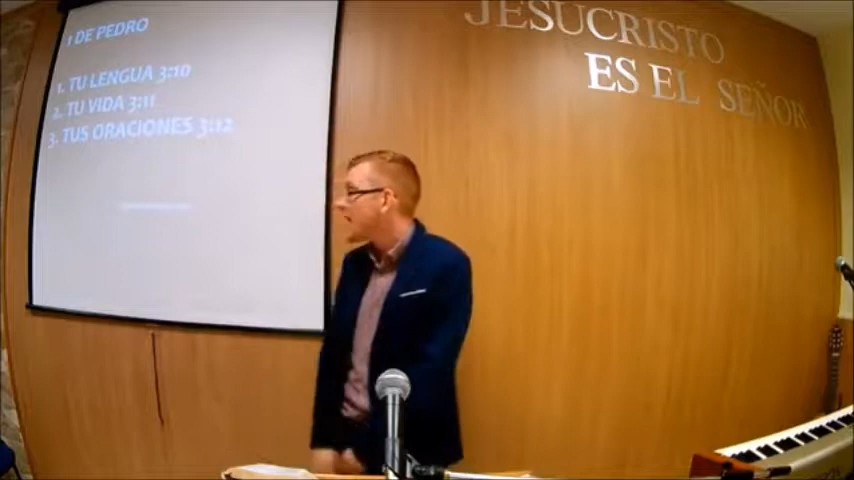 1 DE PEDRO
1. TU LENGUA 3:10
2. TU VIDA 3:11
3. TUS ORACIONES 3:12
JESUCRISTO
ES EL SEÑOR